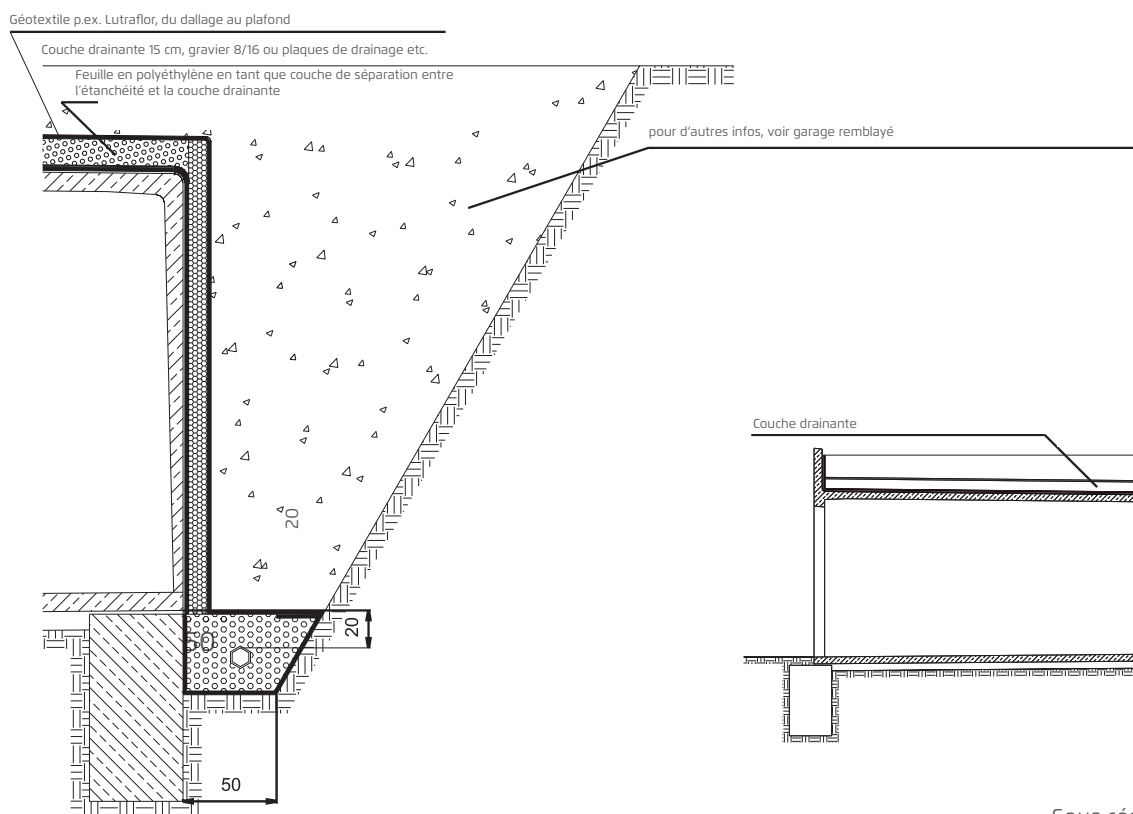 Géotextile p.ex. Lutraflor, du dallage au plafond
Couche drainante 15 cm, gravier 8/16 ou plaques de drainage etc.
Feuille en polyéthylène en tant que couche de séparation entre
l'étanchéité et la couche drainante
pour d'autres infos, voir garage remblayé
Couche drainante
20
50
20
50